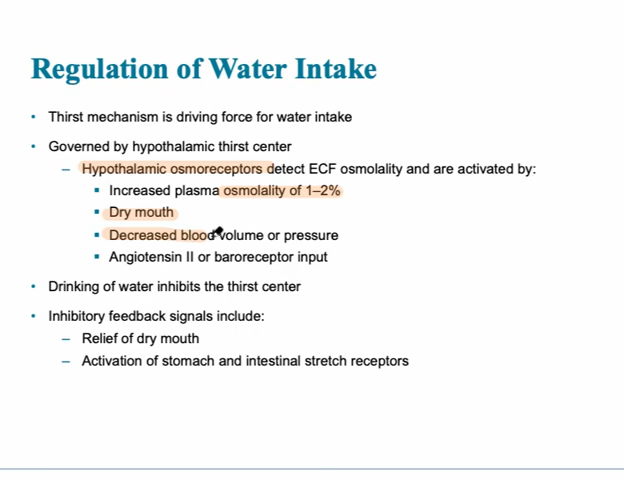 Regulation of Water Intake
• Thirst mechanism is driving force for water intake
• Governed by hypothalamic thirst center
– Hypothalamic osmoreceptors detect ECF osmolality and are activated by:
▪ Increased plasma osmolality of 1–2%
▪ Dry mouth
▪ Decreased blood volume or pressure
▪ Angiotensin II or baroreceptor input
• Drinking of water inhibits the thirst center
• Inhibitory feedback signals include:
– Relief of dry mouth
– Activation of stomach and intestinal stretch receptors